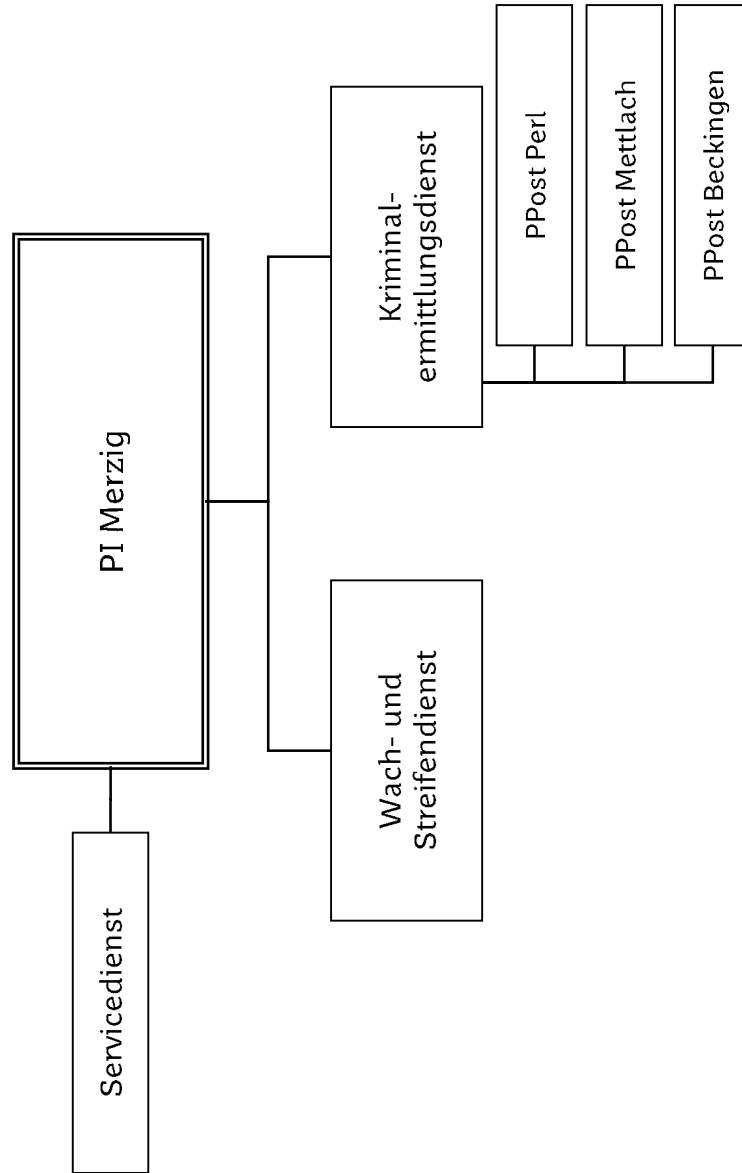 Servicedienst
PI Merzig
Wach- und
Streifendienst
Kriminal-
ermittlungsdienst
PPost Perl
PPost Mettlach
PPost Beckingen